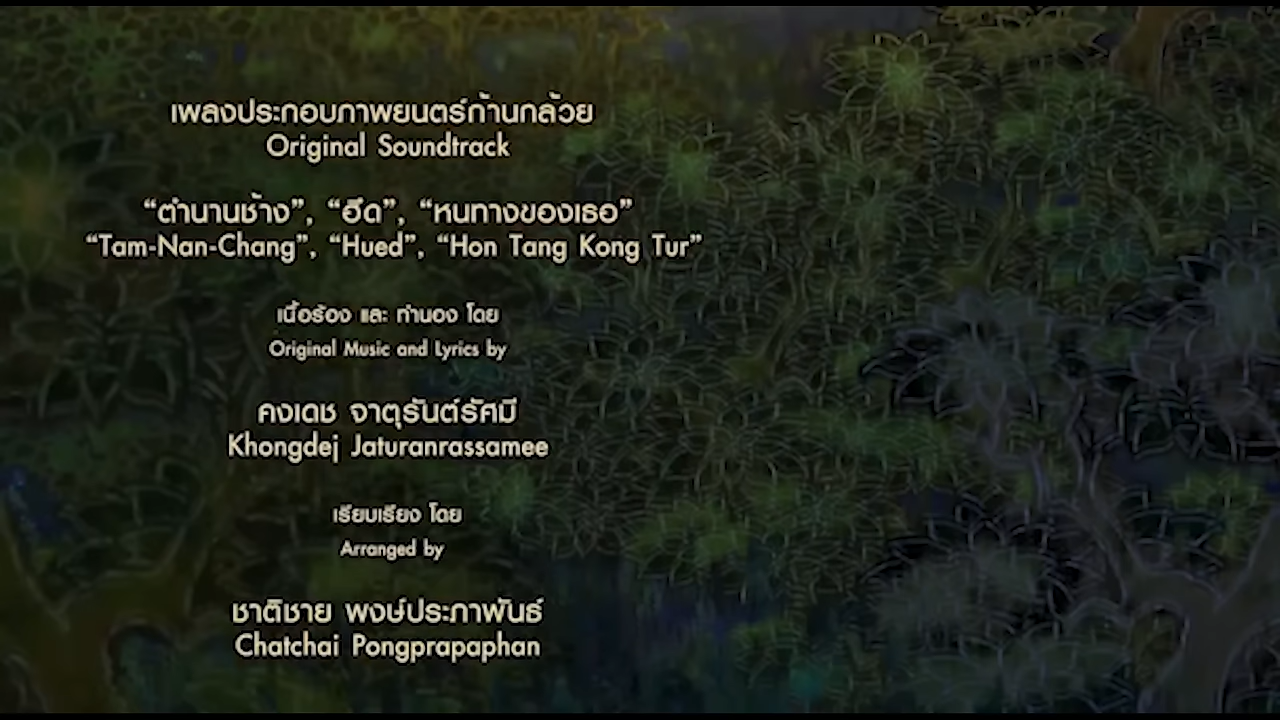 เพลงประกอบภาพยนตร์ก้านกล้วย
Original Soundtrack
“ตำนานช้าง”, “ฮึด”, “หนทางของเธอ”
“Tam-Nan-Chang”, “Hued”, “Hon Tang Kong Tur”
เนื้อร้อง และ ทำนอง โดย
Original Music and Lyrics by
คงเดช จาตุรันต์รัศมี
Khongdej Jaturanrassamee
เรียบเรียง โดย
Arranged by
ชาติชาย พงษ์ประภาพันธ์
Chatchai Pongprapaphan